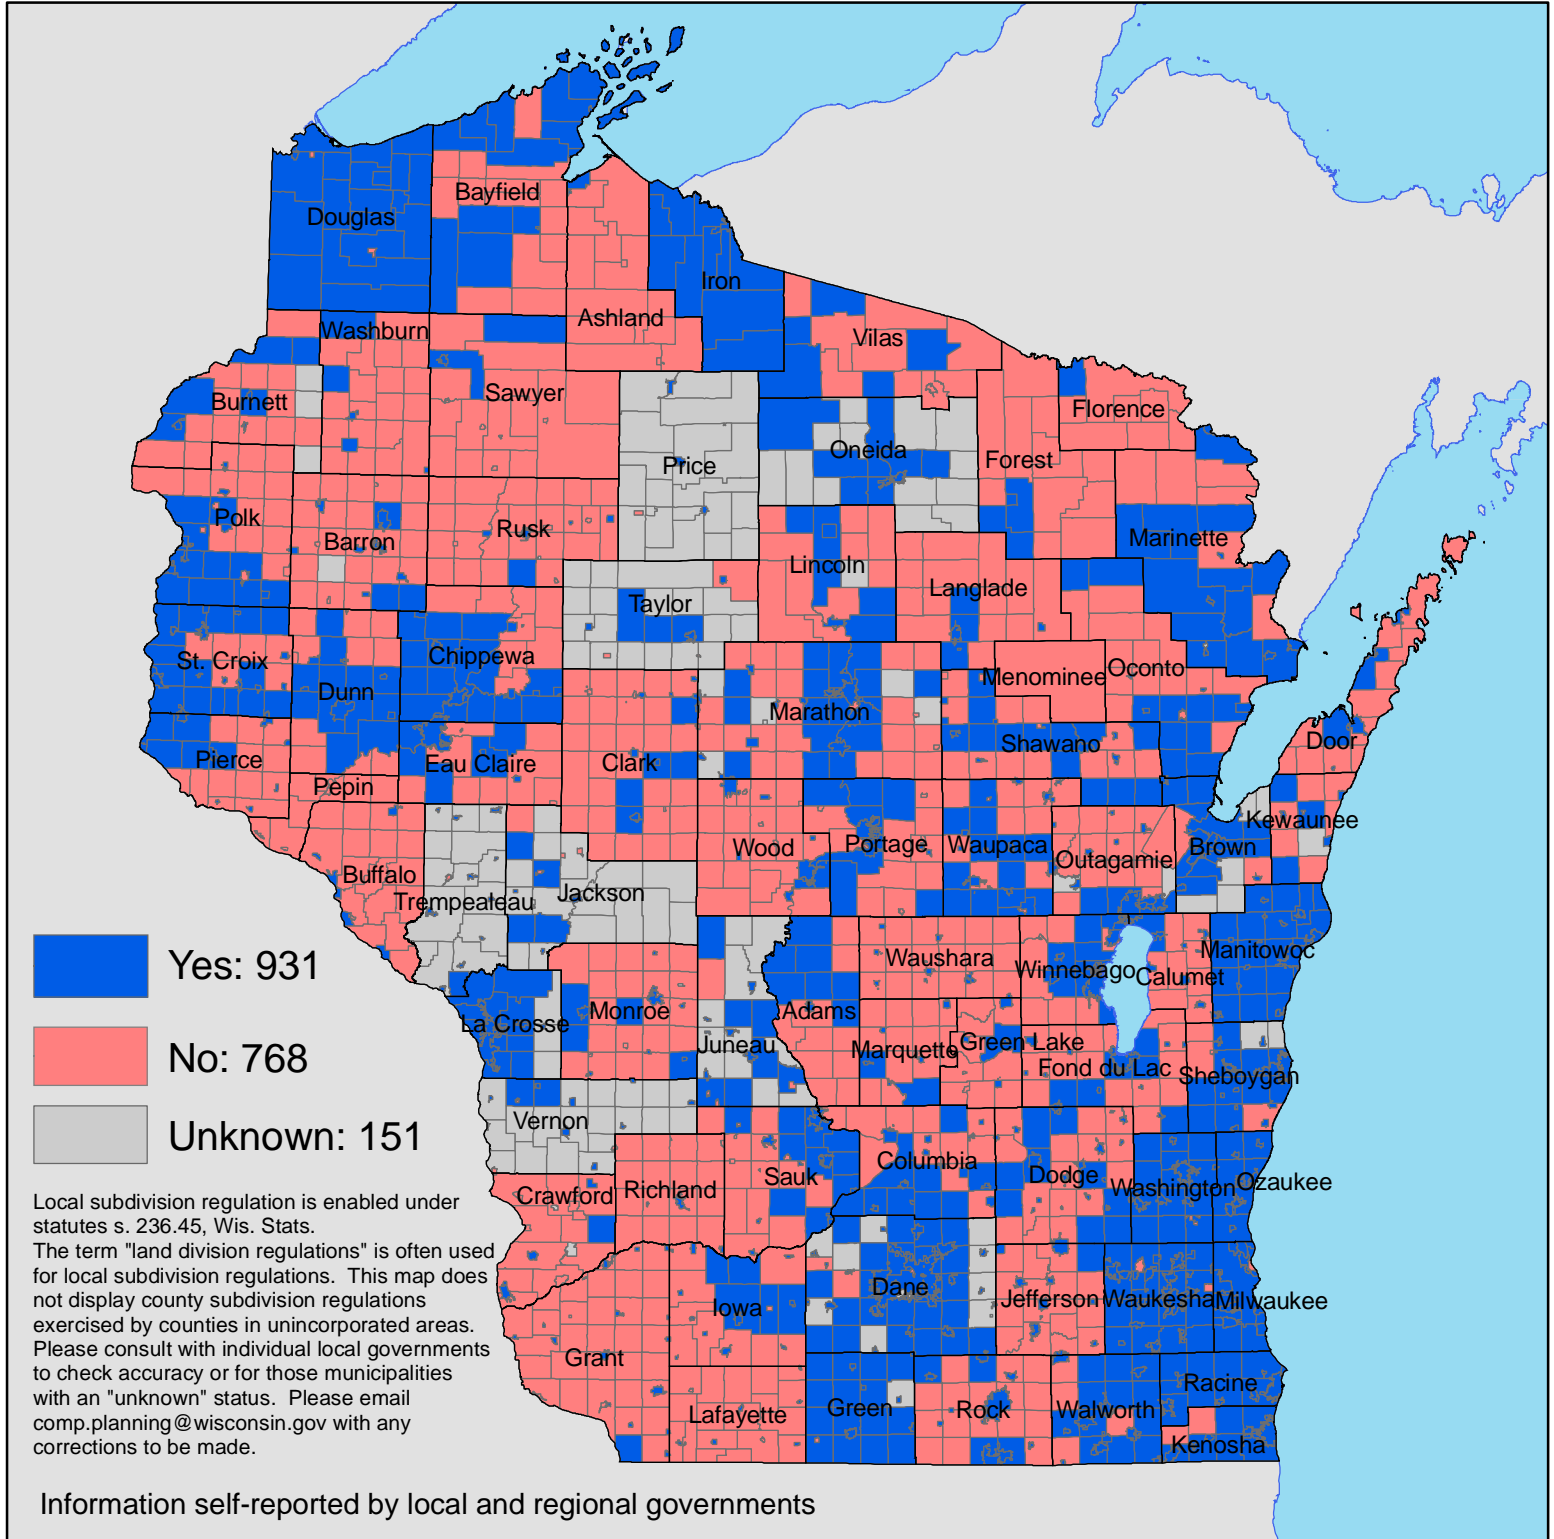 Douglas
Bayfield
Iron
Ashland
Washburn
Vilas
Sawyer
Burnett
Florence
Oneida
Price
Forest
Polk
Barron
Rusk
Marinette
Lincoln
Langlade
Taylor
St. Croix
Chippewa
Menominee
Oconto
Dunn
Marathon
Shawano
Door
Pierce
Eau Claire
Clark
Pepin
Kewaunee
Wood
Portage
Waupaca
Outagamie
Brown
Buffalo
Trempealeau
Jackson
Waushara
Winnebago
Calumet
Manitowoc
Yes: 931
La Crosse
Monroe
Juneau
Adams
Marquette
Green Lake
Fond du Lac
Sheboygan
No: 768
Vernon
Unknown: 151
Sauk
Columbia
Dodge
Washington
Ozaukee
Crawford
Richland
Local subdivision regulation is enabled under
statutes s. 236.45, Wis. Stats.
The term "land division regulations" is often used
for local subdivision regulations.  This map does
not display county subdivision regulations
exercised by counties in unincorporated areas.
Please consult with individual local governments
to check accuracy or for those municipalities
with an "unknown" status.  Please email
comp.planning@wisconsin.gov with any
corrections to be made.
Iowa
Dane
Jefferson
Waukesha
Milwaukee
Grant
Lafayette
Green
Rock
Walworth
Racine
Kenosha
Information self-reported by local and regional governments